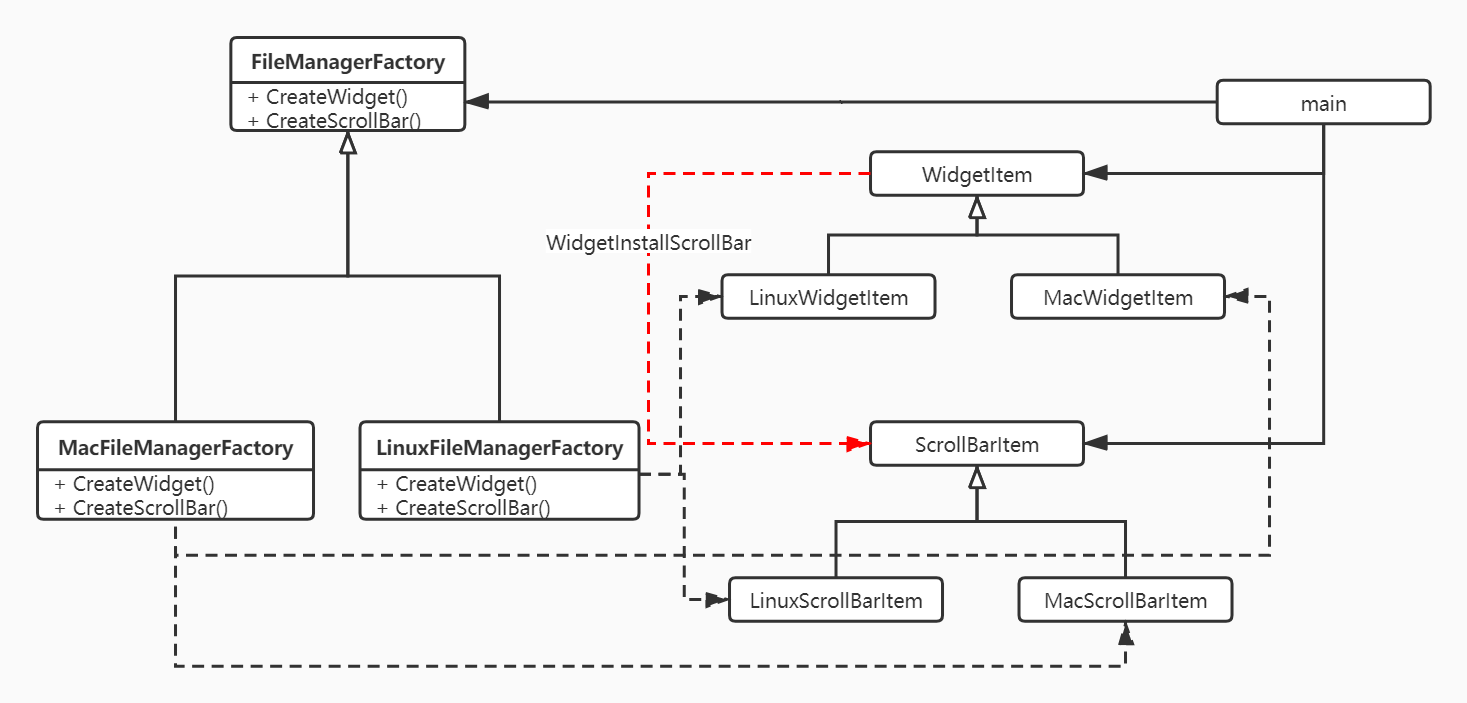 FileManagerFactory
+ CreateWidget()
+ CreateScrollBar()
main
WidgetItem
WidgetInstallScrollBar
LinuxWidgetItem
MacWidgetItem
MacFileManagerFactory
+ CreateWidget()
+ CreateScrollBar()
LinuxFileManagerFactory
+ CreateWidget()
+ CreateScrollBar()
ScrollBarItem
LinuxScrollBarItem
MacScrollBarItem